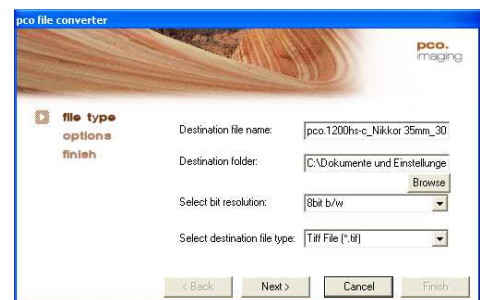 pco file converter
pco.
imaging
file type
options
finish
Destination file name: pco.1200hs-c_Nikkor 35mm_30
Destination folder: C:\Dokumente und Einstellunge
Browse
Select bit resolution: 8bit b/w
Select destination file type: Tiff File (*.tif)
< Back Next > Cancel Finish